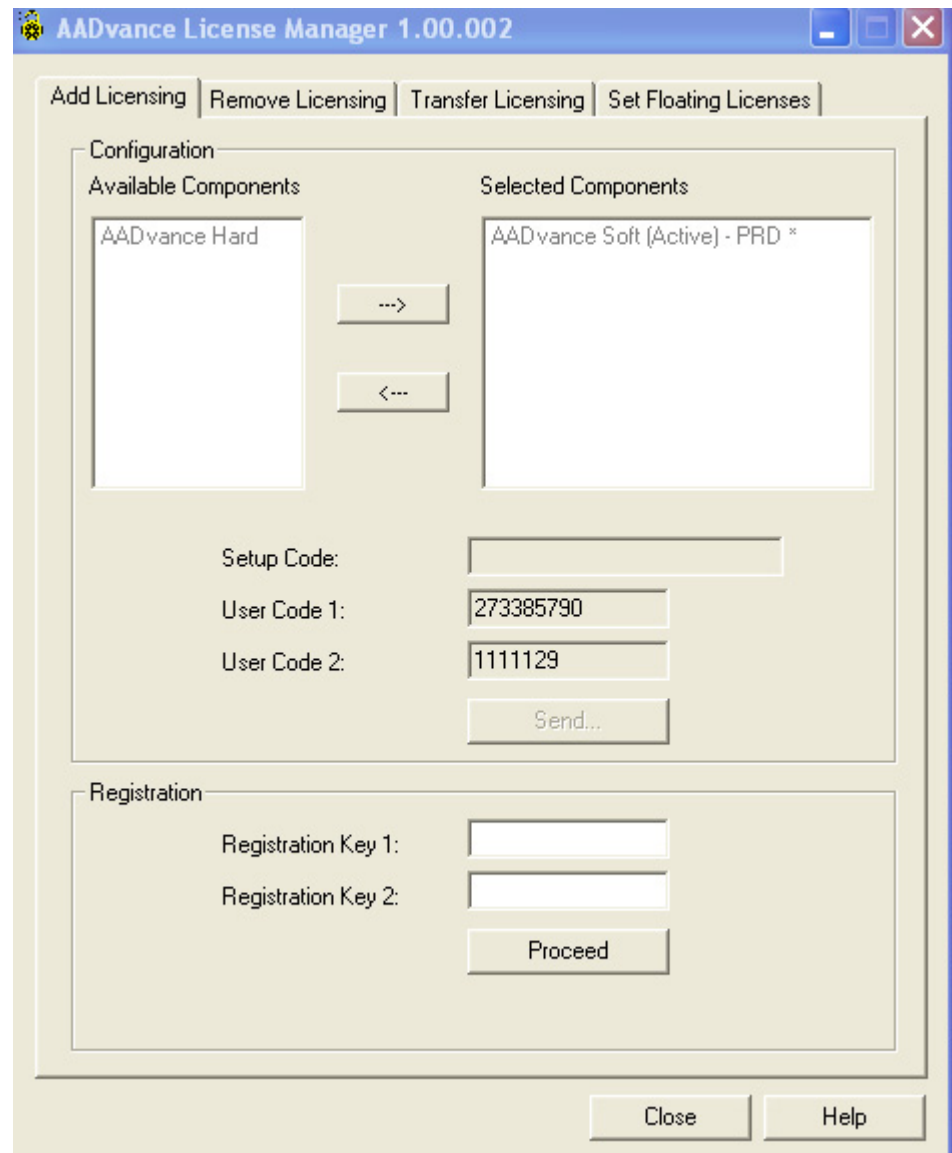 AADvance License Manager 1.00.002
Add Licensing Remove Licensing Transfer Licensing Set Floating Licenses
Configuration
Available Components Selected Components
AADvance Hard AADvance Soft (Active) - PRD *
--->
<---
Setup Code:
User Code 1: 273385790
User Code 2: 1111129
Send...
Registration
Registration Key 1:
Registration Key 2:
Proceed
Close Help